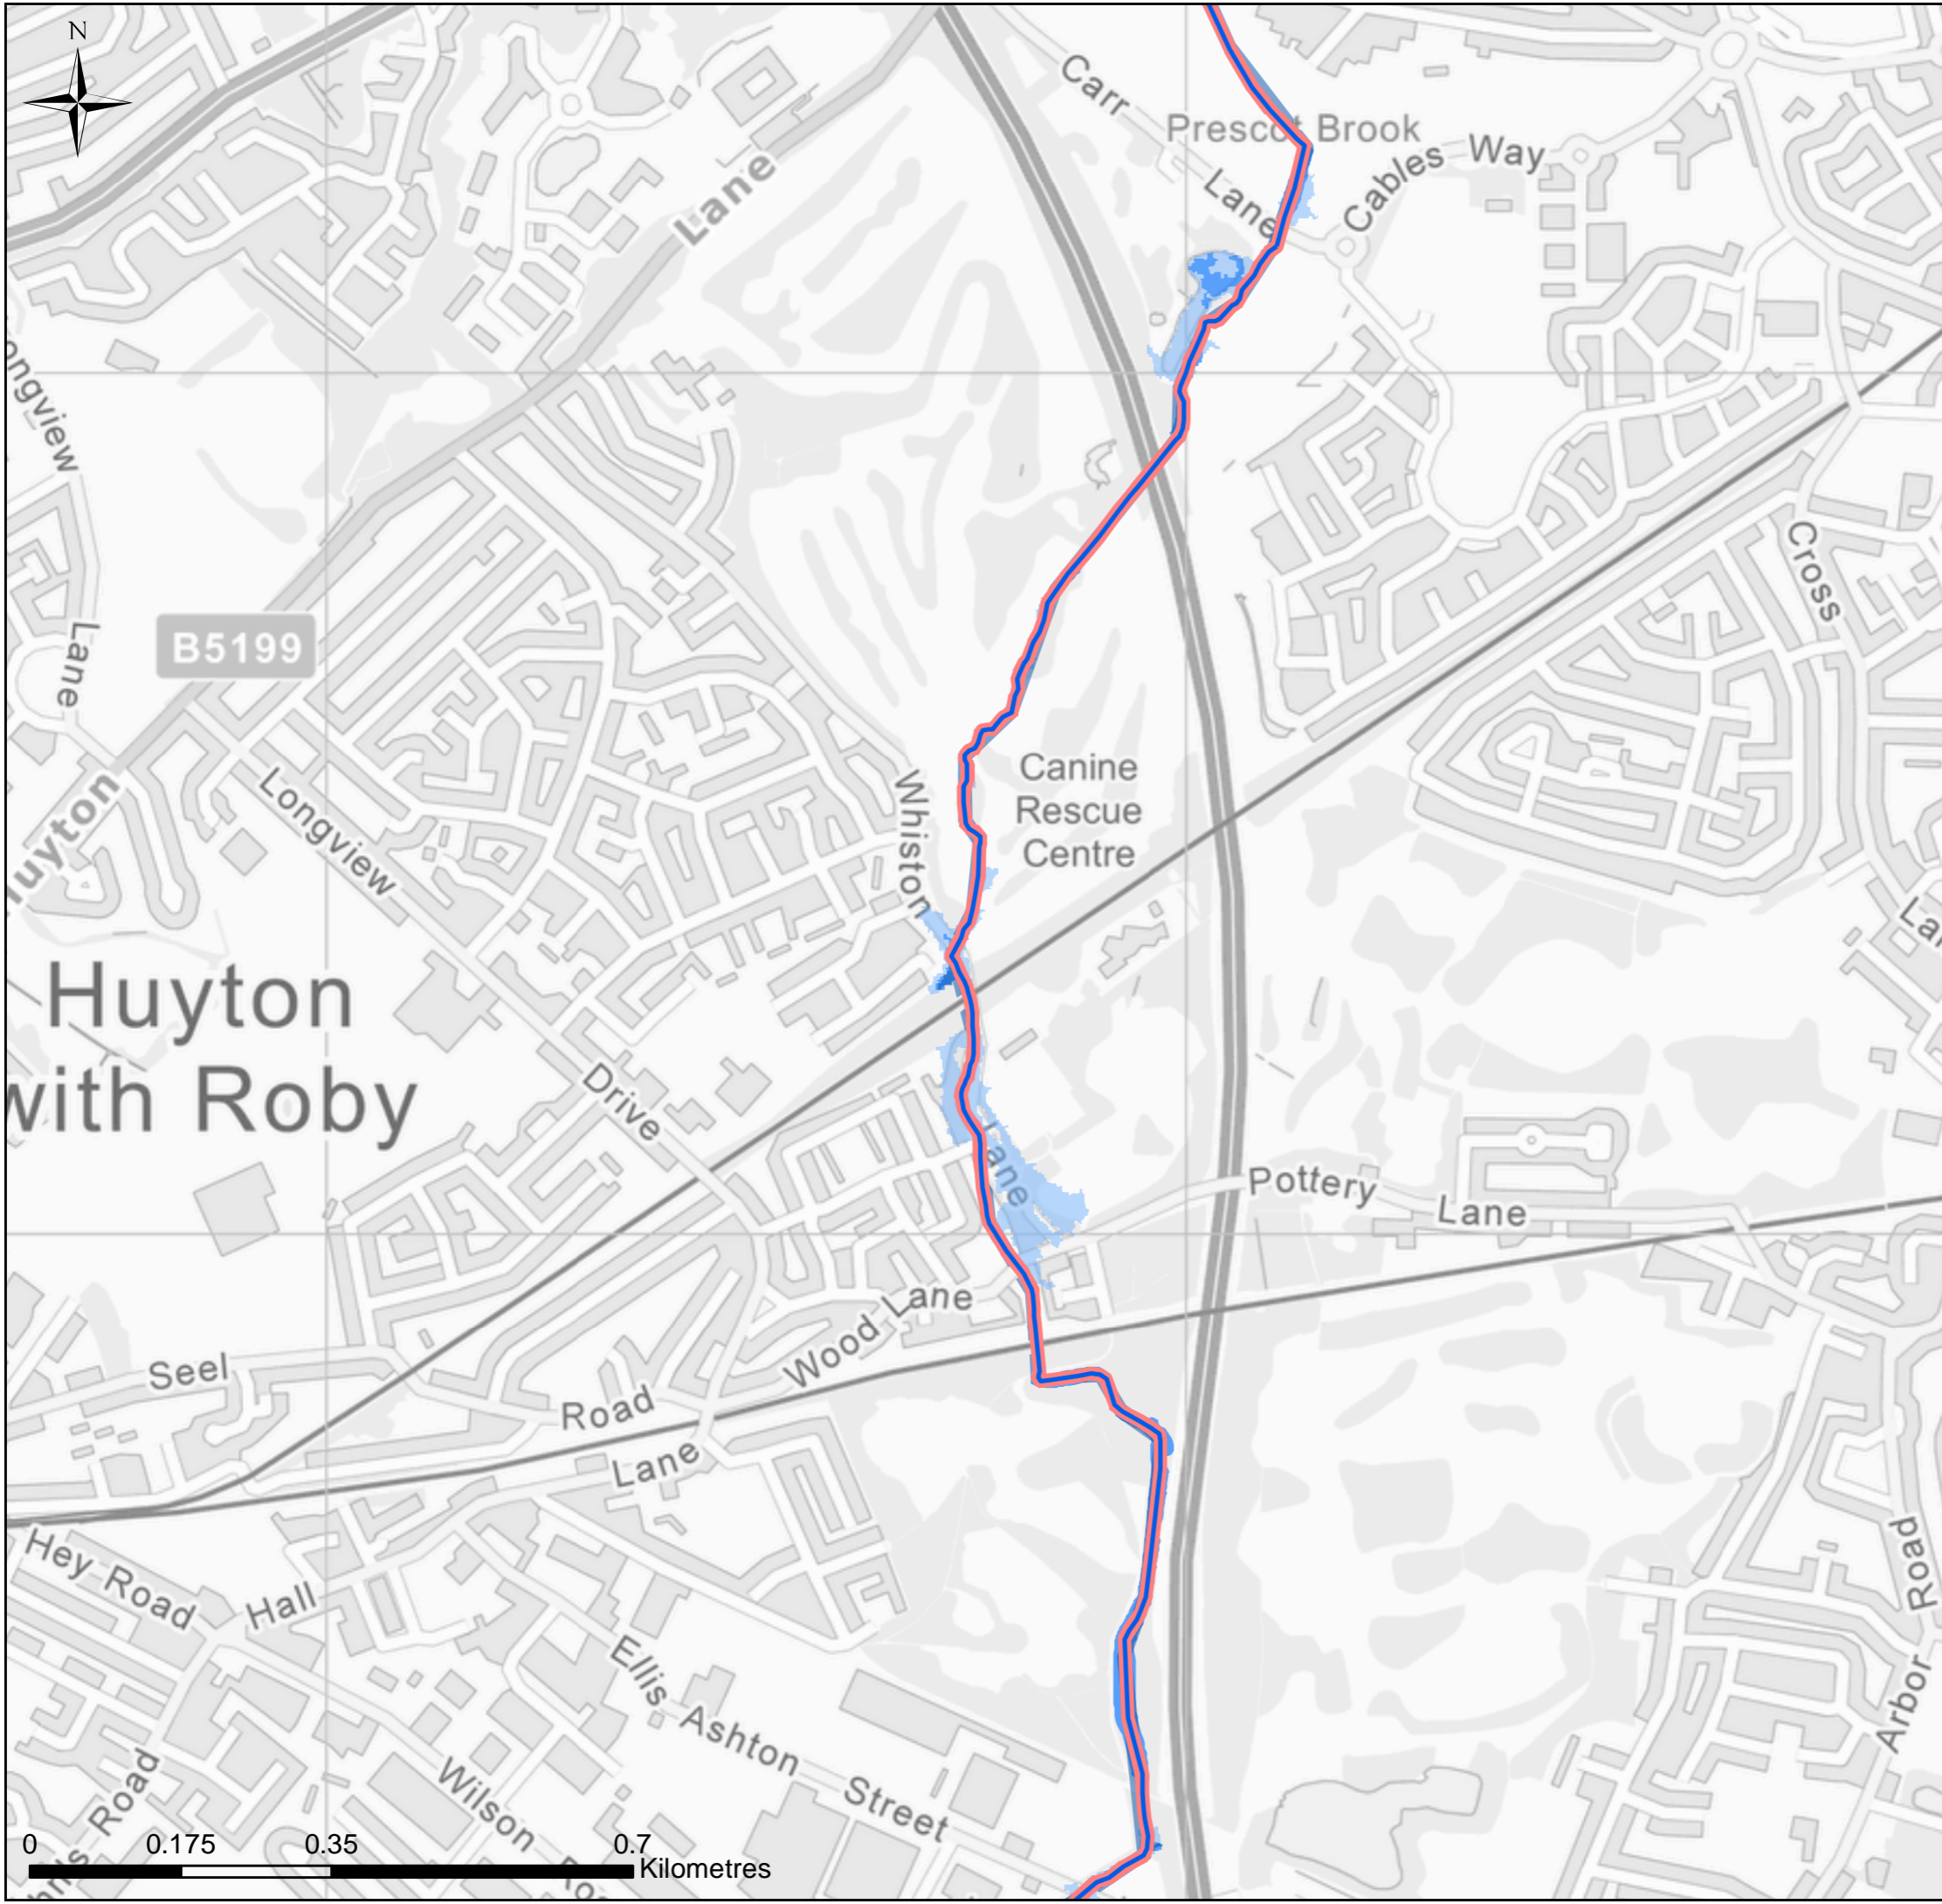 N
Carr
Prescot Brook
Cables Way
Lane
Lane
Longview
Lane
B5199
Cross
Huyton
Longview
Whiston
Canine
Rescue
Centre
Huyton
with Roby
Drive
Lane
Pottery Lane
Wood Lane
Seel
Road
Lane
Hey Road
Hall
Ellis Ashton Street
Wilson
Road
Arbor
Road
0 0.175 0.35 0.7
Kilometres